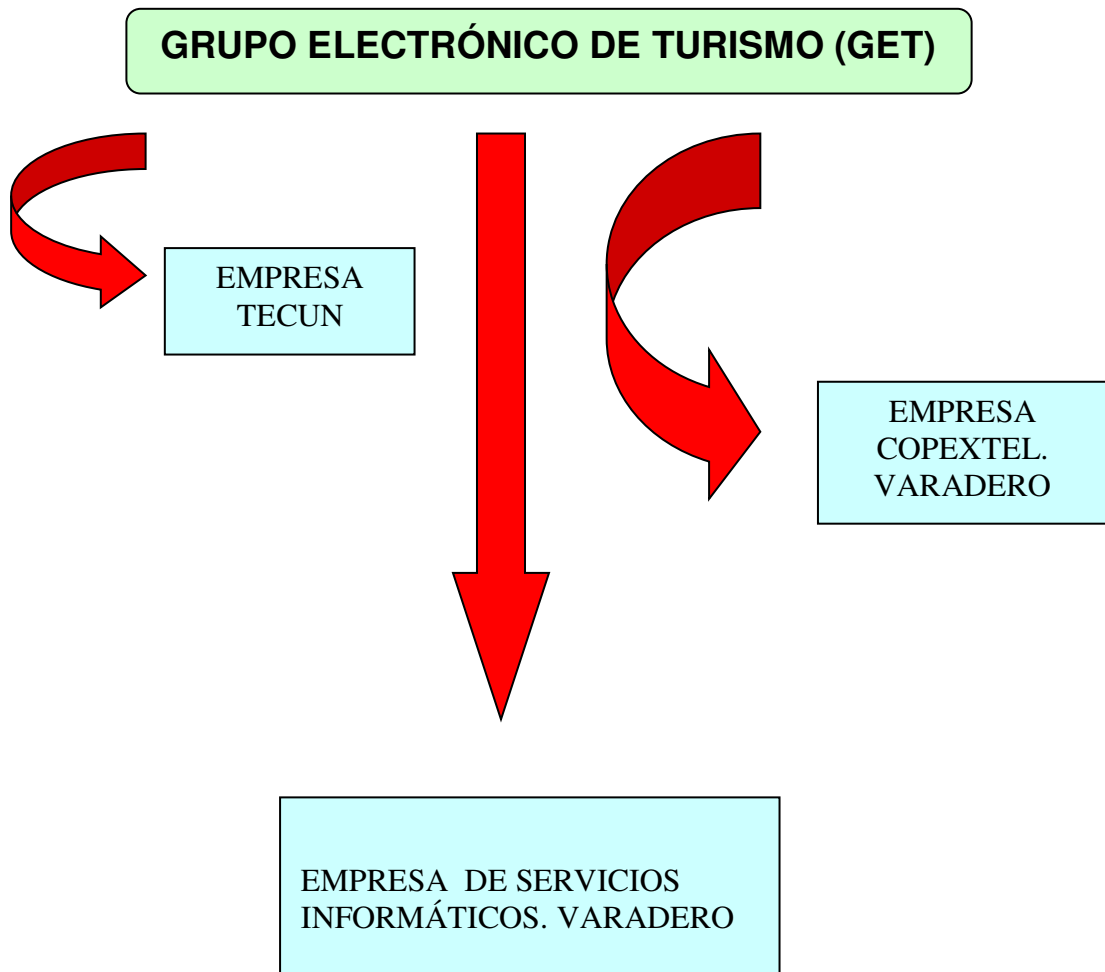 GRUPO ELECTRÓNICO DE TURISMO (GET)
EMPRESA
TECUN
EMPRESA
COPEXTEL.
VARADERO
EMPRESA DE SERVICIOS
INFORMÁTICOS. VARADERO